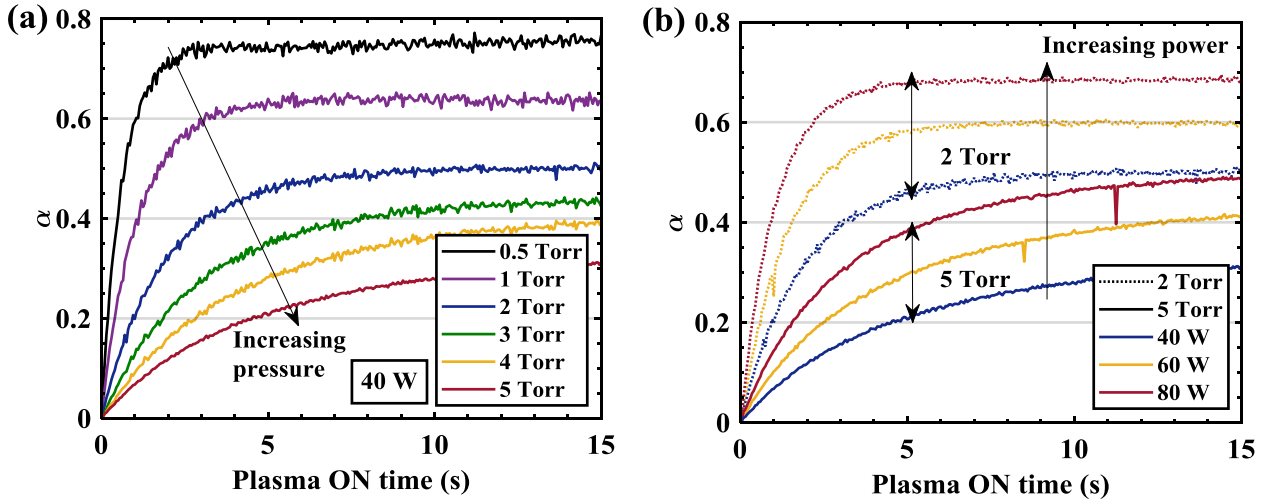 (a)
0.8
0.6
0.4
0.2
0
α
0
5
10
15
Plasma ON time (s)
Increasing
pressure
40 W
0.5 Torr
1 Torr
2 Torr
3 Torr
4 Torr
5 Torr
(b)
0.8
0.6
0.4
0.2
0
α
0
5
10
15
Plasma ON time (s)
Increasing power
2 Torr
5 Torr
2 Torr
5 Torr
40 W
60 W
80 W